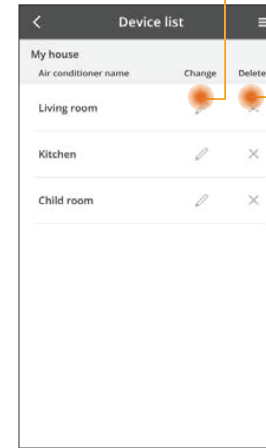 Device list
My house
Air conditioner name Change Delete
Living room
Kitchen
Child room